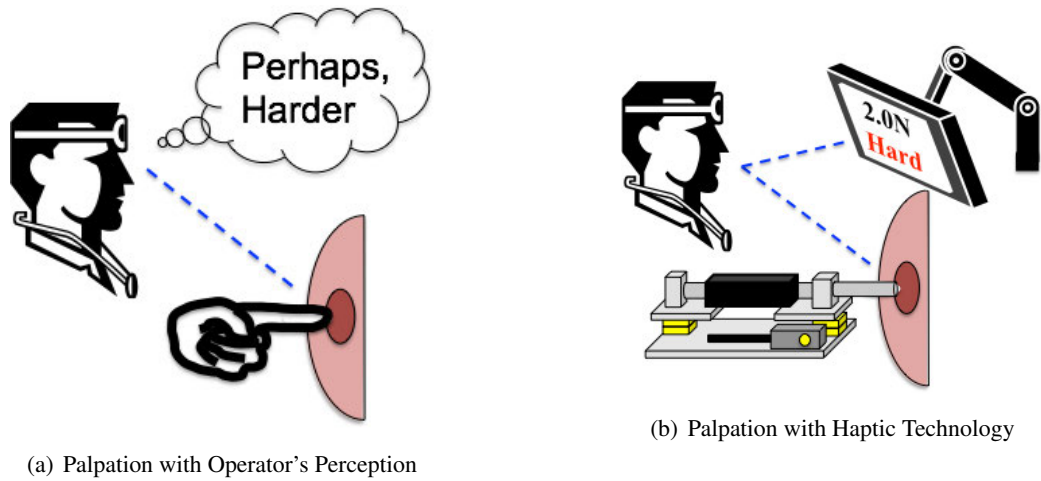 Perhaps,
Harder
2.0N
Hard
(a) Palpation with Operator's Perception
(b) Palpation with Haptic Technology